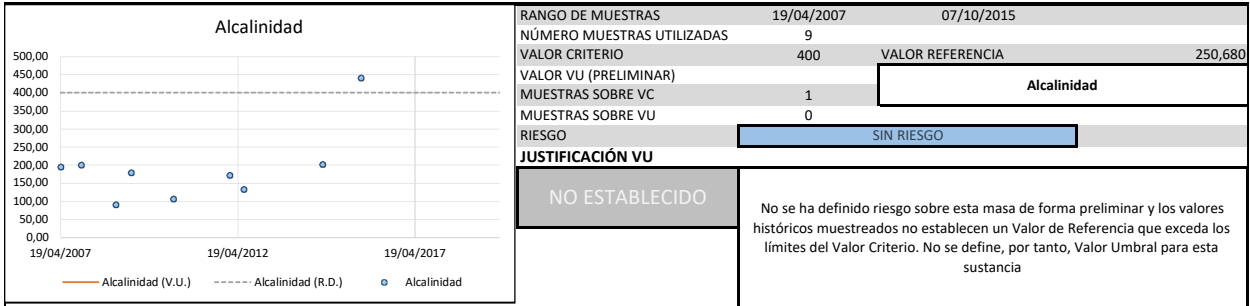 Alcalinidad
500,00
450,00
400,00
350,00
300,00
250,00
200,00
150,00
100,00
50,00
0,00
19/04/2007 19/04/2012 19/04/2017
Alcalinidad (V.U.) Alcalinidad (R.D.) Alcalinidad
RANGO DE MUESTRAS 19/04/2007 07/10/2015
NÚMERO MUESTRAS UTILIZADAS 9
VALOR CRITERIO 400 VALOR REFERENCIA 250,680
VALOR VU (PRELIMINAR)
Alcalinidad
MUESTRAS SOBRE VC 1
MUESTRAS SOBRE VU 0
RIESGO SIN RIESGO
JUSTIFICACIÓN VU
NO ESTABLECIDO
No se ha definido riesgo sobre esta masa de forma preliminar y los valores
históricos muestreados no establecen un Valor de Referencia que exceda los
límites del Valor Criterio. No se define, por tanto, Valor Umbral para esta
sustancia